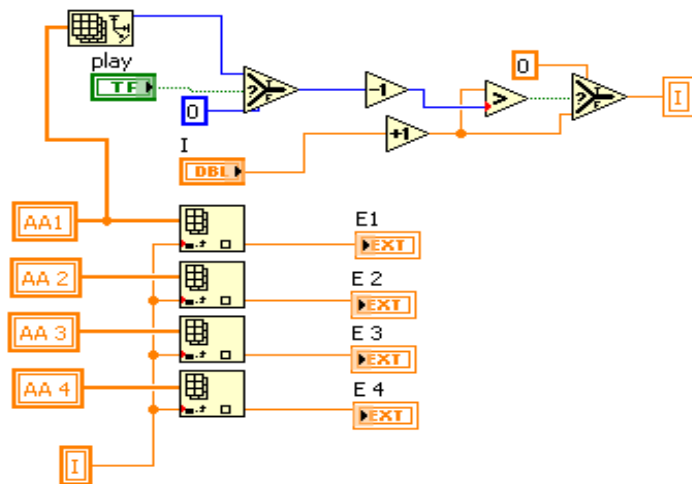 play
TF
0
-1
>
0
I
T
F
?
T
F
?
I
+1
DBL
AA1
E1
EXT
AA 2
E 2
EXT
AA 3
E 3
EXT
AA 4
E 4
EXT
I